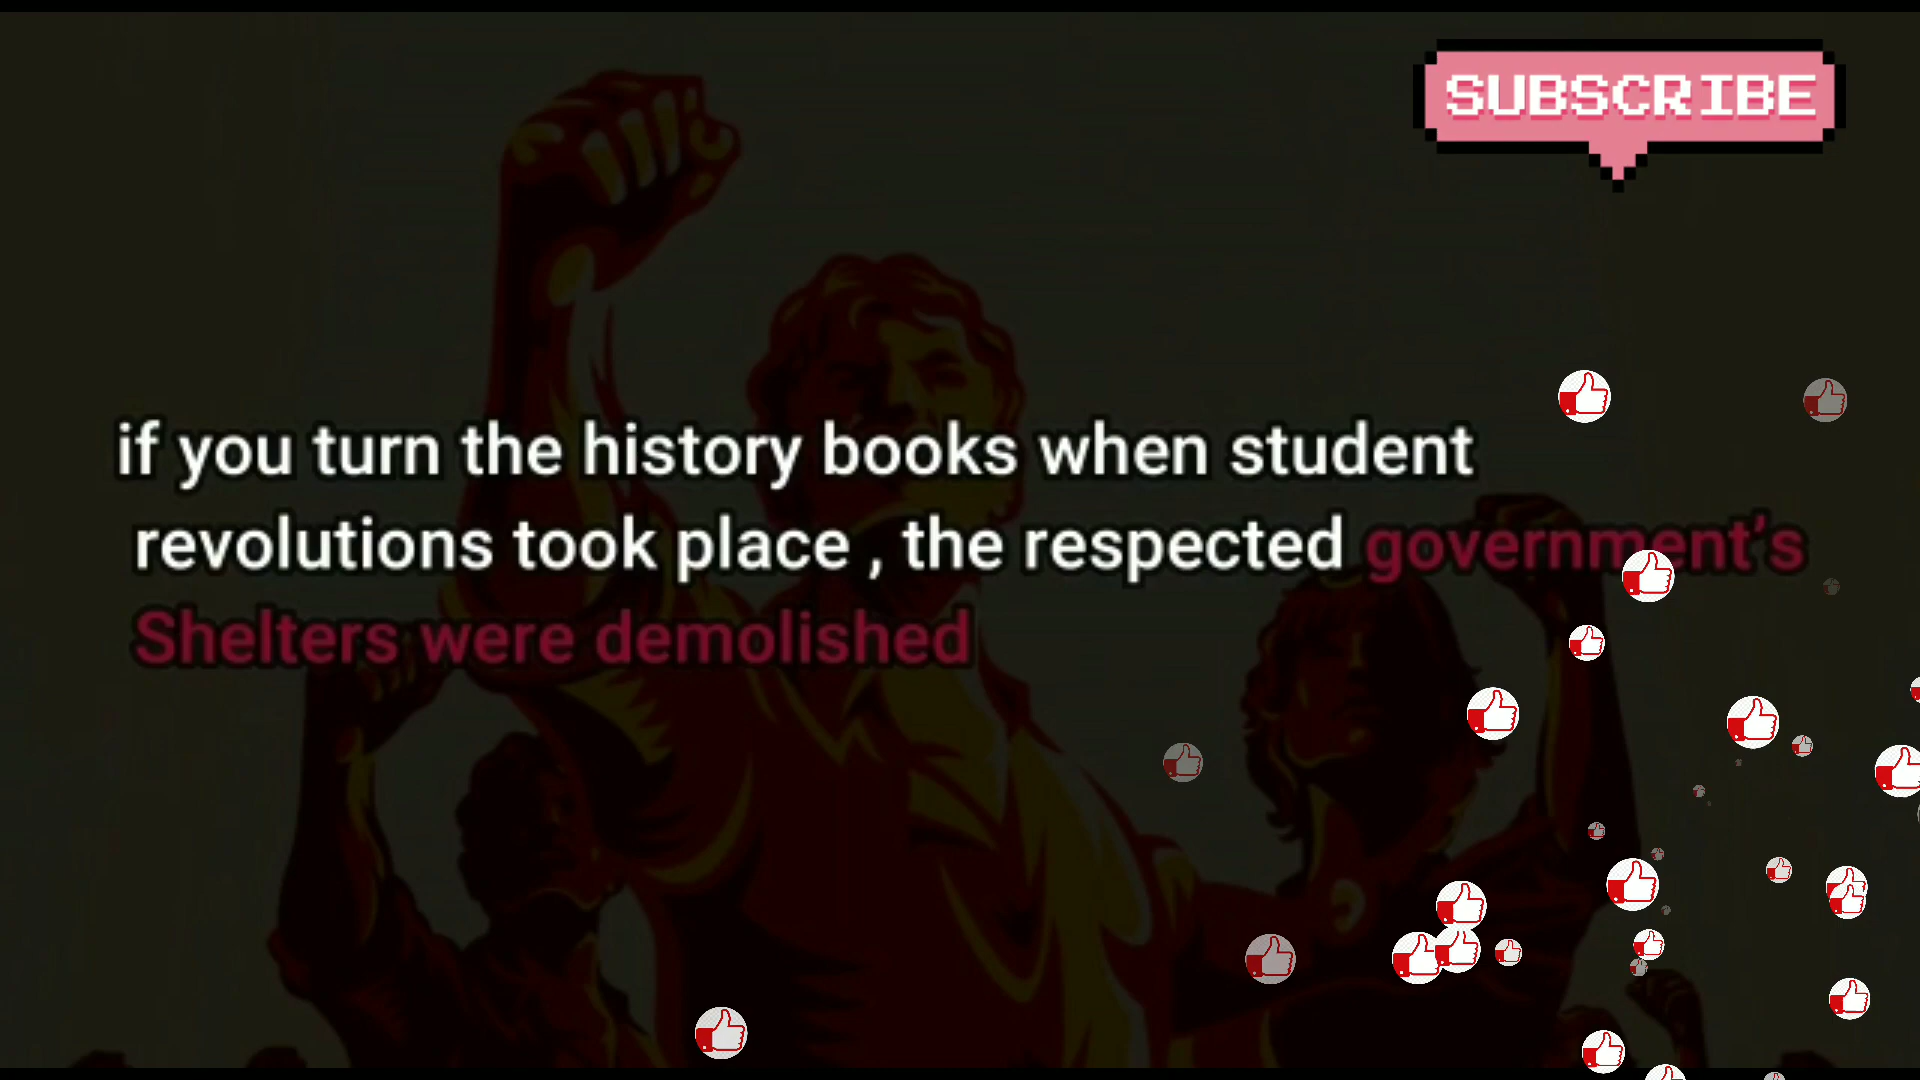 SUBSCRIBE
if you turn the history books when student
revolutions took place , the respected government's
Shelters were demolished